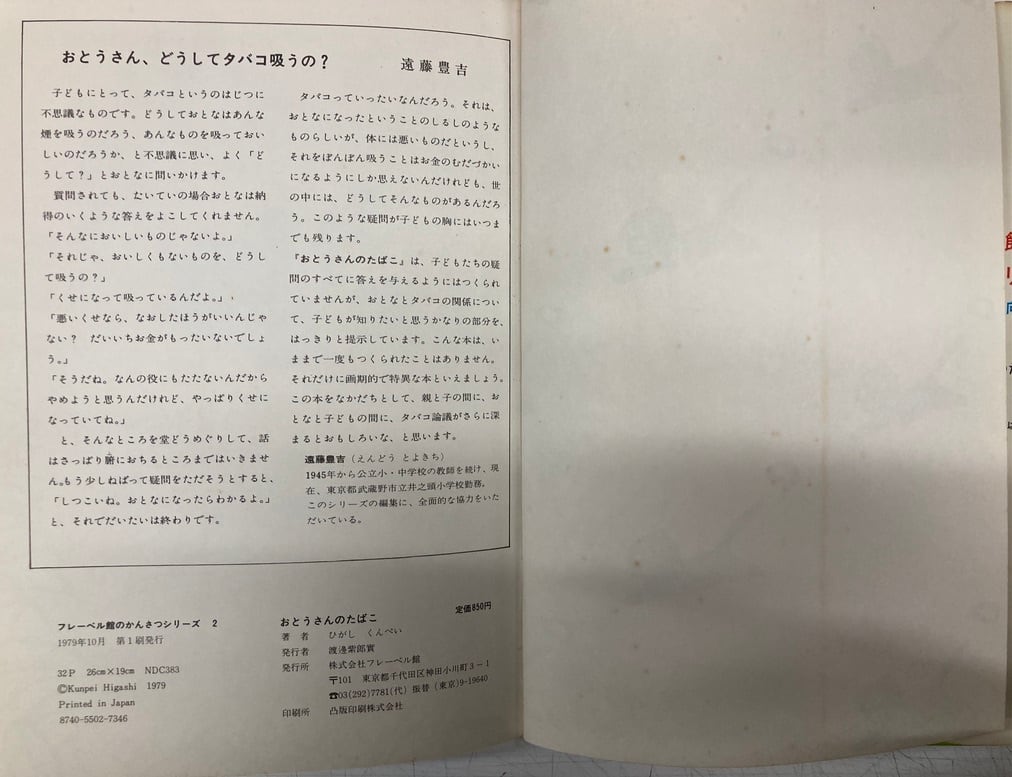 おとうさん、どうしてタバコ吸うの?
遠藤豊吉
子どもにとって、タバコというのはじつに
不思議なものです。どうしておとなはあんな
煙を吸うのだろう、あんなものを吸っておい
しいのだろうか、と不思議に思い、よく「ど
うして?」とおとなに問いかけます。
質問されても、たいていの場合おとなは納
得のいくような答えをよこしてくれません。
「そんなにおいしいものじゃないよ。」
「それじゃ、おいしくもないものを、どうし
て吸うの?」
「くせになって吸っているんだよ。」
「悪いくせなら、なおしたほうがいいんじゃ
ない? だいいちお金がもったいないでしょ
う。」
「そうだね。なんの役にもたたないんだから
やめようと思うんだけれど、やっぱりくせに
なっていてね。」
と、そんなところを堂どうめぐりして、話
はさっぱり腑におちるところまではいきませ
ん。もう少しねばって疑問をただそうとすると、
「しつこいね。おとなになったらわかるよ。」
と、それでだいたいは終わりです。
タバコっていったいなんだろう。それは、
おとなになったということのしるしのような
ものらしいが、体には悪いものだというし、
それをぽんぽん吸うことはお金のむだづかい
になるようにしか思えないんだけれども、世
の中には、どうしてそんなものがあるんだろ
う。このような疑問が子どもの胸にはいつま
でも残ります。
『おとうさんのたばこ』は、子どもたちの疑
問のすべてに答えを与えるようにはつくられ
ていませんが、おとなとタバコの関係につい
て、子どもが知りたいと思うかなりの部分を、
はっきりと提示しています。こんな本は、い
ままで一度もつくられたことはありません。
それだけに画期的で特異な本といえましょう。
この本をなかだちとして、親と子の間に、お
となと子どもの間に、タバコ論議がさらに深
まるとおもしろいな、と思います。
遠藤豊吉(えんどう とよきち)
1945年から公立小・中学校の教師を続け、現
在、東京都武蔵野市立井之頭小学校勤務。
このシリーズの編集に、全面的な協力をいた
だいている。
フレーベル館のかんさつシリーズ 2
1979年10月 第1刷発行
32P 26cm×19cm NDC383
©Kunpei Higashi 1979
Printed in Japan
8740-5502-7346
おとうさんのたばこ
定価850円
著者 ひがし くんぺい
発行者 渡邊紫郎實
発行所 株式会社フレーベル館
〒101 東京都千代田区神田小川町3-1
☎03(292)7781(代) 振替(東京)9-19640
印刷所 凸版印刷株式会社